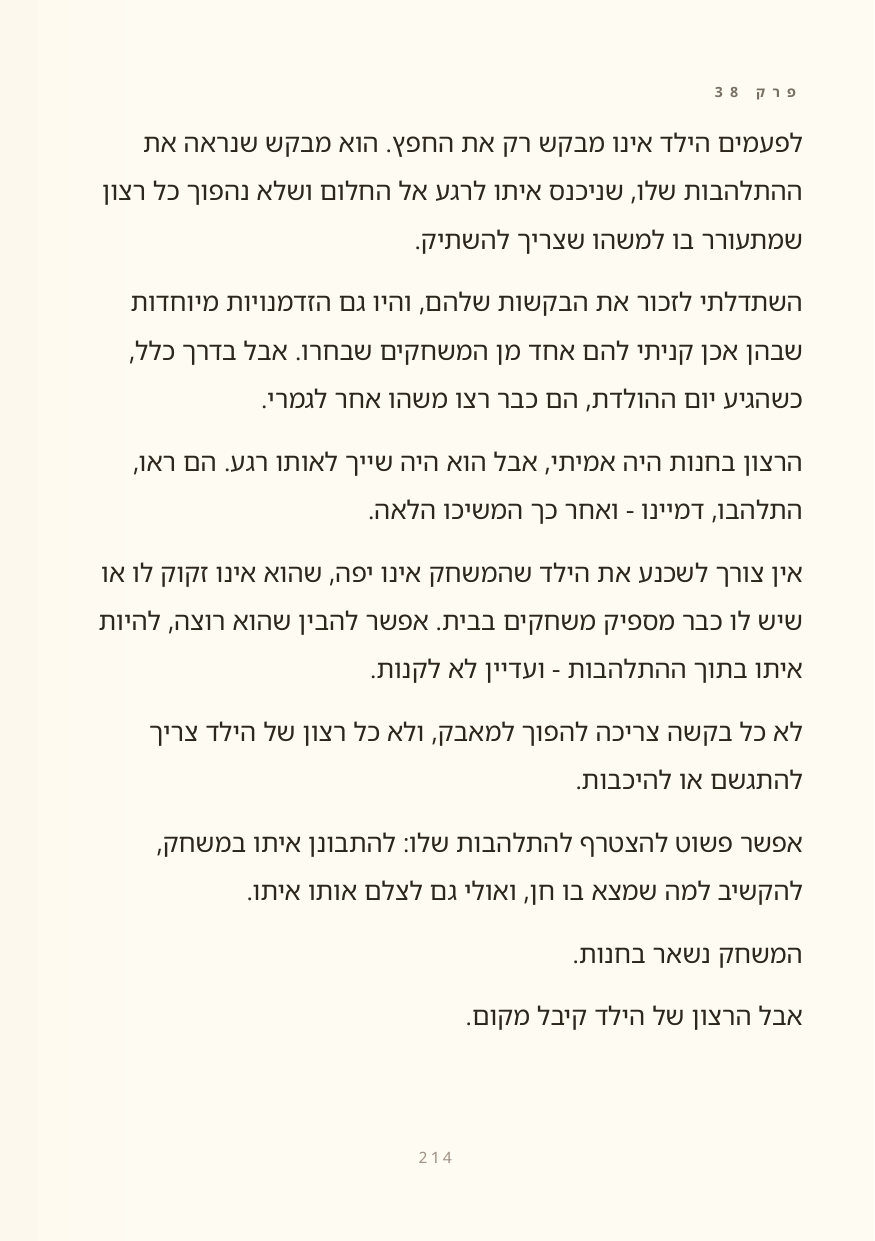 פרק 38
לפעמים הילד אינו מבקש רק את החפץ. הוא מבקש שנראה את
ההתלהבות שלו, שניכנס איתו לרגע אל החלום ושלא נהפוך כל רצון
שמתעורר בו למשהו שצריך להשתיק.
השתדלתי לזכור את הבקשות שלהם, והיו גם הזדמנויות מיוחדות
שבהן אכן קניתי להם אחד מן המשחקים שבחרו. אבל בדרך כלל,
כשהגיע יום ההולדת, הם כבר רצו משהו אחר לגמרי.
הרצון בחנות היה אמיתי, אבל הוא היה שייך לאותו רגע. הם ראו,
התלהבו, דמיינו - ואחר כך המשיכו הלאה.
אין צורך לשכנע את הילד שהמשחק אינו יפה, שהוא אינו זקוק לו או
שיש לו כבר מספיק משחקים בבית. אפשר להבין שהוא רוצה, להיות
איתו בתוך ההתלהבות - ועדיין לא לקנות.
לא כל בקשה צריכה להפוך למאבק, ולא כל רצון של הילד צריך
להתגשם או להיכבות.
אפשר פשוט להצטרף להתלהבות שלו: להתבונן איתו במשחק,
להקשיב למה שמצא בו חן, ואולי גם לצלם אותו איתו.
המשחק נשאר בחנות.
אבל הרצון של הילד קיבל מקום.
214